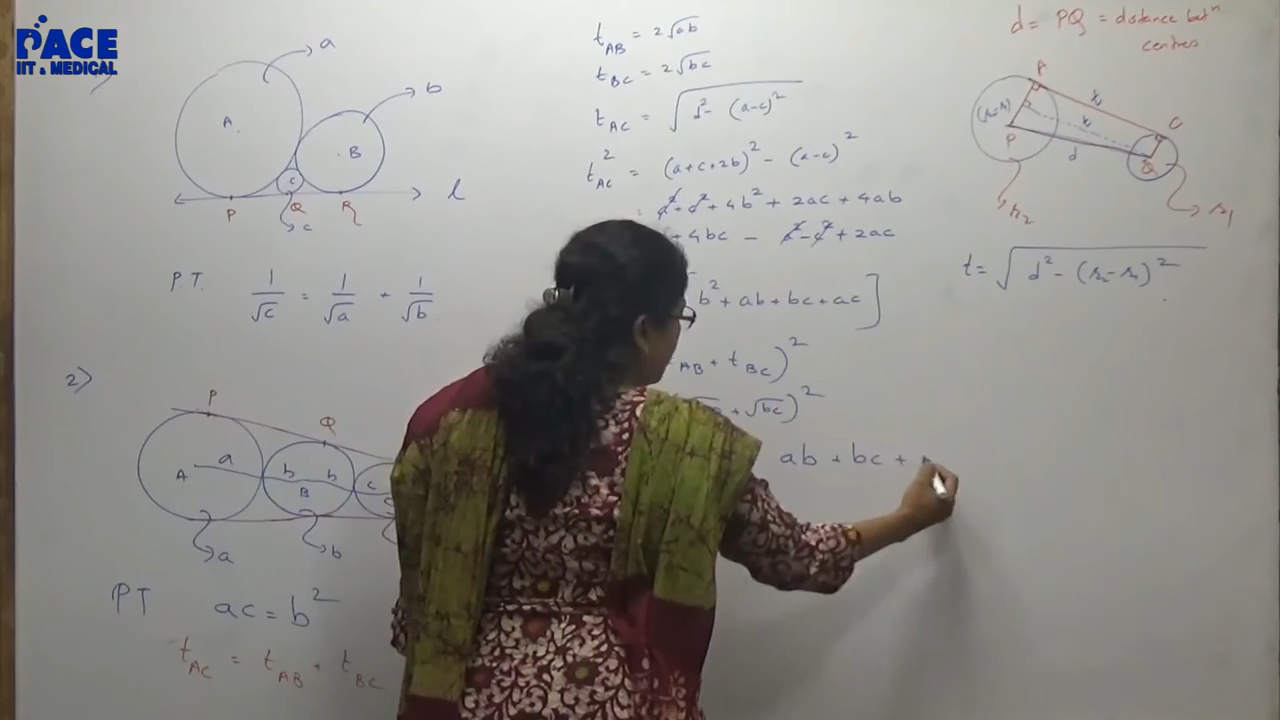 PACE
IIT & MEDICAL
a
b
A
B
C
P
Q
R
l
c
P.T. 1/√c = 1/√a + 1/√b
2)
P
Q
A
a
b
b
B
c
a
b
PT ac = b²
t_AC = t_AB + t_BC
t_AB = 2√ab
t_BC = 2√bc
t_AC = √(d² - (a-c)²)
t²_AC = (a+c+2b)² - (a-c)²
a² + c² + 4b² + 2ac + 4ab
+ 4bc - a² - c² + 2ac
b² + ab + bc + ac]
AB + t_BC)²
+ √bc)²
ab + bc +
d = PQ = distance betⁿ
centres
P
t
C
P
d
Q
r₂
r₁
t = √(d² - (r₂-r₁)²)